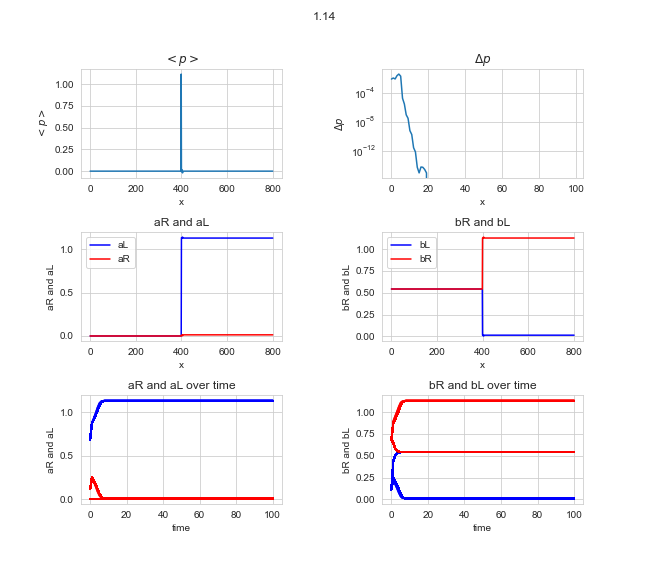 1.14
< p >
Δp
< p >
1.00
0.75
0.50
0.25
0.00
0 200 400 600 800
x
Δp
10⁻⁴
10⁻⁸
10⁻¹²
0 20 40 60 80 100
x
aR and aL
aR and aL
1.0
0.5
0.0
aL
aR
0 200 400 600 800
x
bR and bL
bR and bL
1.00
0.75
0.50
0.25
0.00
bL
bR
0 200 400 600 800
x
aR and aL over time
aR and aL
1.0
0.5
0.0
0 20 40 60 80 100
time
bR and bL over time
bR and bL
1.00
0.75
0.50
0.25
0.00
0 20 40 60 80 100
time